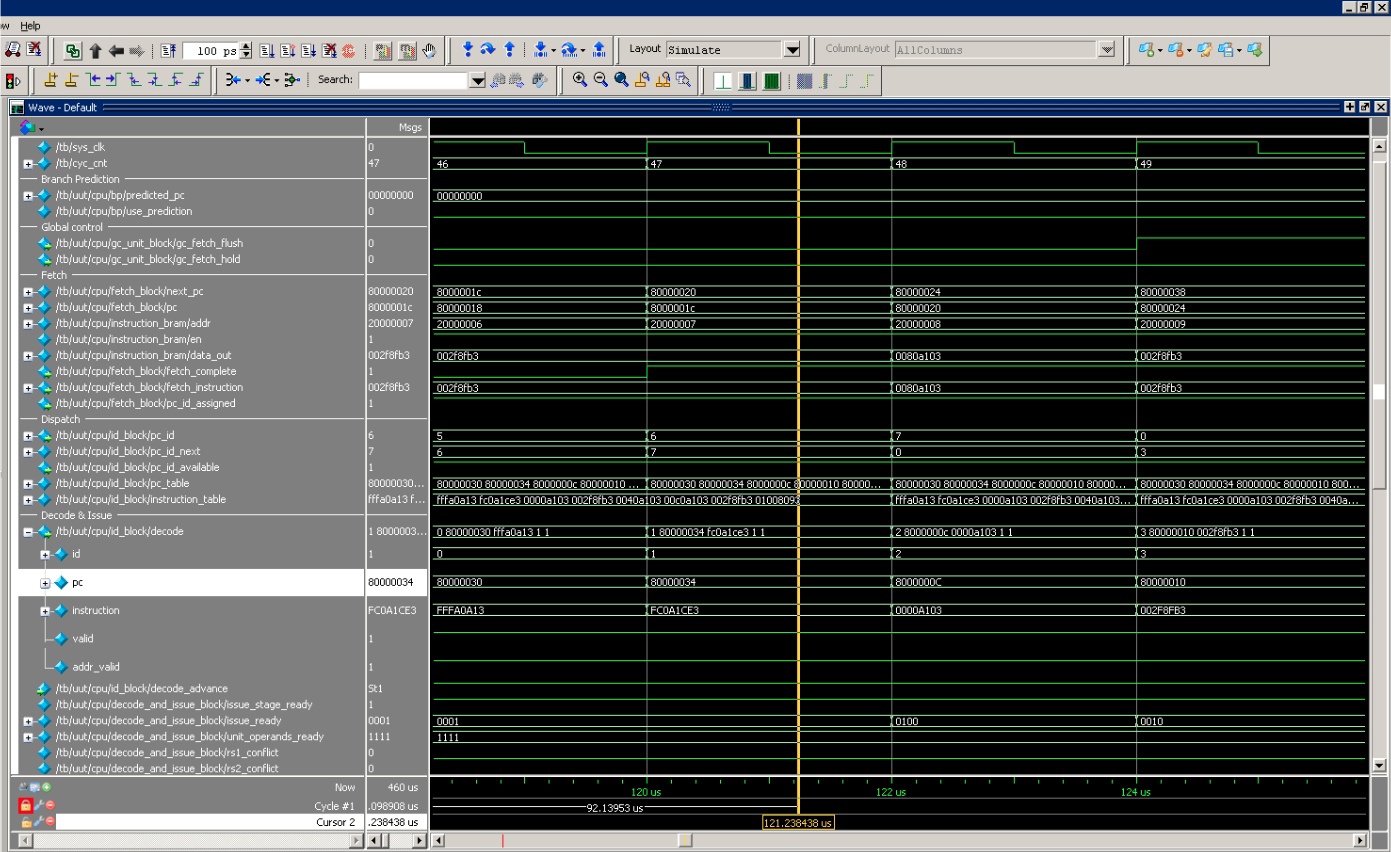 ow Help
100 ps Layout Simulate ColumnLayout AllColumns
Search:
Wave - Default
Msgs
/tb/sys_clk 0
/tb/cyc_cnt 47 46 47 48 49
Branch Prediction
/tb/uut/cpu/bp/predicted_pc 00000000 00000000
/tb/uut/cpu/bp/use_prediction 0
Global control
/tb/uut/cpu/gc_unit_block/gc_fetch_flush 0
/tb/uut/cpu/gc_unit_block/gc_fetch_hold 0
Fetch
/tb/uut/cpu/fetch_block/next_pc 80000020 8000001c 80000020 80000024 80000038
/tb/uut/cpu/fetch_block/pc 8000001c 80000018 8000001c 80000020 80000024
/tb/uut/cpu/instruction_bram/addr 20000007 20000006 20000007 20000008 20000009
/tb/uut/cpu/instruction_bram/en 1
/tb/uut/cpu/instruction_bram/data_out 002f8fb3 002f8fb3 0080a103 002f8fb3
/tb/uut/cpu/fetch_block/fetch_complete 1
/tb/uut/cpu/fetch_block/fetch_instruction 002f8fb3 002f8fb3 0080a103 002f8fb3
/tb/uut/cpu/fetch_block/pc_id_assigned 1
Dispatch
/tb/uut/cpu/id_block/pc_id 6 5 6 7 0
/tb/uut/cpu/id_block/pc_id_next 7 6 7 0 3
/tb/uut/cpu/id_block/pc_id_available 1
/tb/uut/cpu/id_block/pc_table 80000030... 80000030 80000034 8000000c 80000010 ... 80000030 80000034 8000000c 80000010 80000... 80000030 80000034 8000000c 80000010 80000... 80000030 80000034 8000000c 80000010 800...
/tb/uut/cpu/id_block/instruction_table fffa0a13 f... fffa0a13 fc0a1ce3 0000a103 002f8fb3 0040a103 00c0a103 002f8fb3 01008093 fffa0a13 fc0a1ce3 0000a103 002f8fb3 0040a103... fffa0a13 fc0a1ce3 0000a103 002f8fb3 0040a...
Decode & Issue
/tb/uut/cpu/id_block/decode 1 8000003... 0 80000030 fffa0a13 1 1 1 80000034 fc0a1ce3 1 1 2 8000000c 0000a103 1 1 3 80000010 002f8fb3 1 1
id 1 0 1 2 3
pc 80000034 80000030 80000034 8000000C 80000010
instruction FC0A1CE3 FFFA0A13 FC0A1CE3 0000A103 002F8FB3
valid 1
addr_valid 1
/tb/uut/cpu/id_block/decode_advance St1
/tb/uut/cpu/decode_and_issue_block/issue_stage_ready 1
/tb/uut/cpu/decode_and_issue_block/issue_ready 0001 0001 0100 0010
/tb/uut/cpu/decode_and_issue_block/unit_operands_ready 1111 1111
/tb/uut/cpu/decode_and_issue_block/rs1_conflict 0
/tb/uut/cpu/decode_and_issue_block/rs2_conflict 0
Now 460 us 120 us 122 us 124 us
Cycle #1 .098908 us 92.13953 us
Cursor 2 .238438 us 121.238438 us